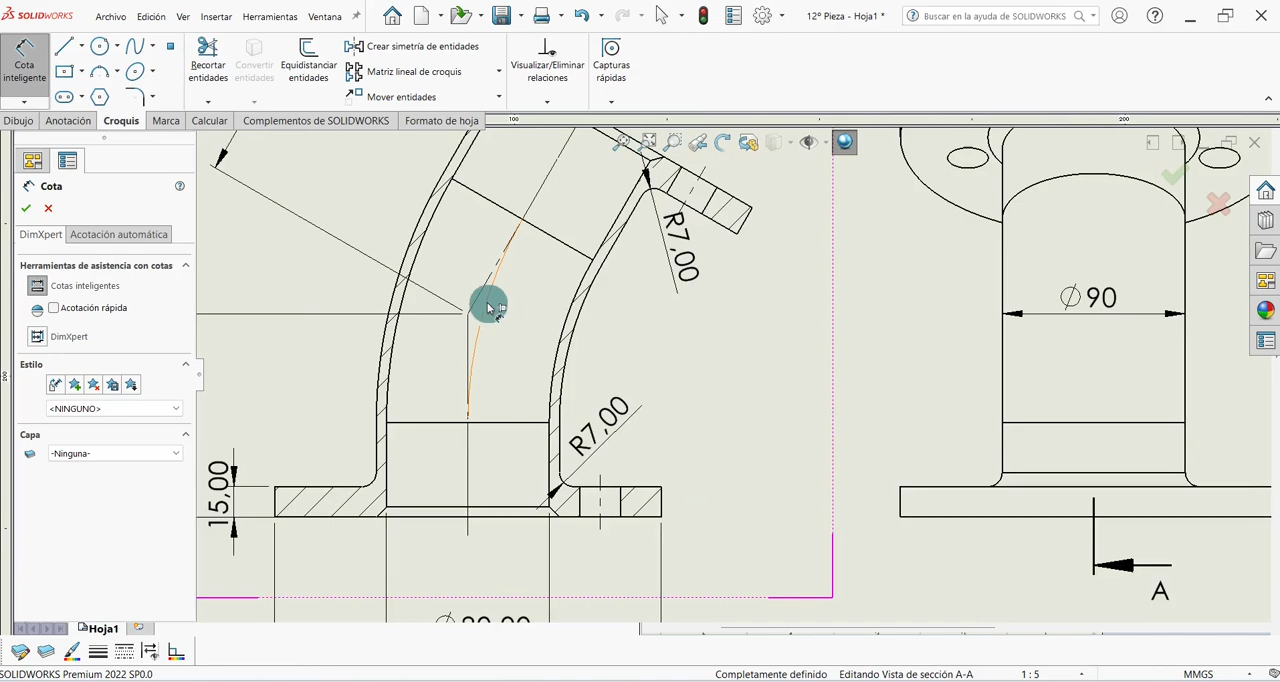 SOLIDWORKS
Archivo
Edición
Ver
Insertar
Herramientas
Ventana
12º Pieza - Hoja1 *
Buscar en la ayuda de SOLIDWORKS
Cota inteligente
Recortar entidades
Convertir entidades
Equidistanciar entidades
Crear simetría de entidades
Matriz lineal de croquis
Mover entidades
Visualizar/Eliminar relaciones
Capturas rápidas
Dibujo
Anotación
Croquis
Marca
Calcular
Complementos de SOLIDWORKS
Formato de hoja
100
200
Cota
DimXpert
Acotación automática
Herramientas de asistencia con cotas
Cotas inteligentes
Acotación rápida
DimXpert
Estilo
<NINGUNO>
Capa
-Ninguna-
200
R7,00
R7,00
15,00
∅ 90
A
Hoja1
SOLIDWORKS Premium 2022 SP0.0
Completamente definido
Editando Vista de sección A-A
1 : 5
MMGS